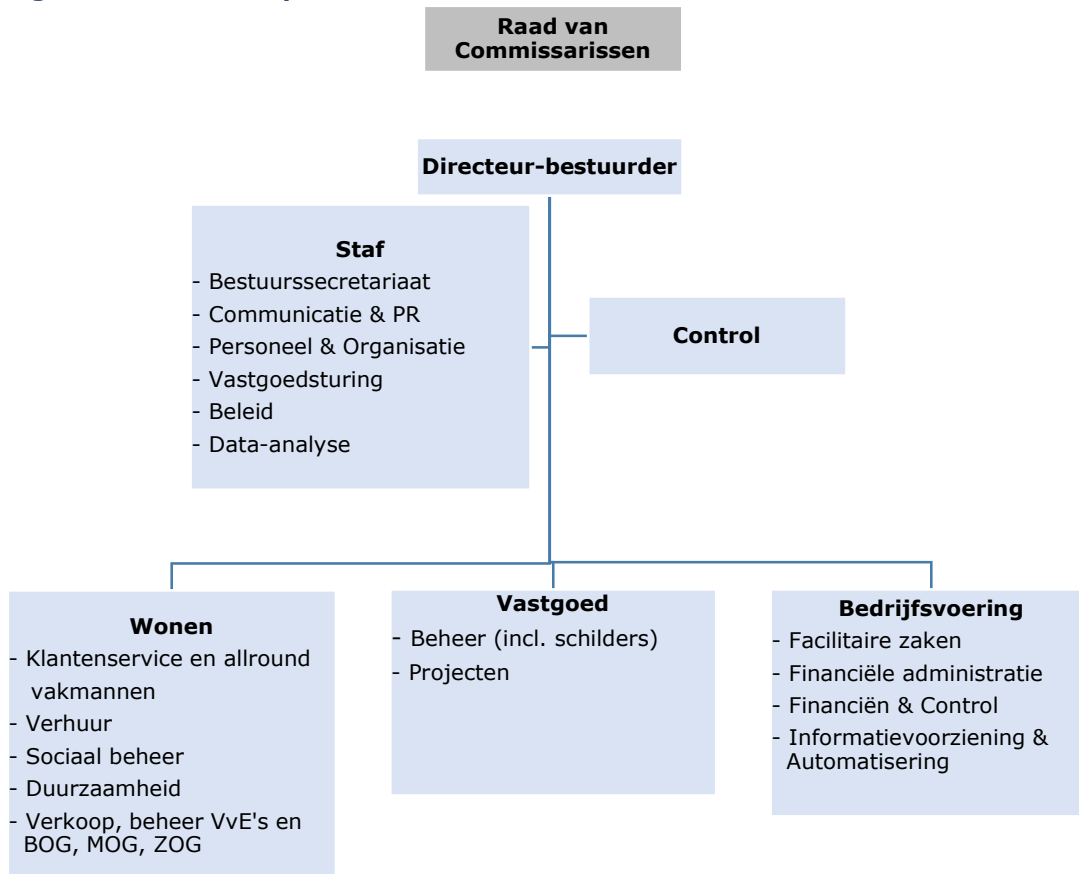 Raad van
Commissarissen
Directeur-bestuurder
Staf
- Bestuurssecretariaat
- Communicatie & PR
- Personeel & Organisatie
- Vastgoedsturing
- Beleid
- Data-analyse
Control
Wonen
- Klantenservice en allround
vakmannen
- Verhuur
- Sociaal beheer
- Duurzaamheid
- Verkoop, beheer VvE's en
BOG, MOG, ZOG
Vastgoed
- Beheer (incl. schilders)
- Projecten
Bedrijfsvoering
- Facilitaire zaken
- Financiële administratie
- Financiën & Control
- Informatievoorziening &
Automatisering